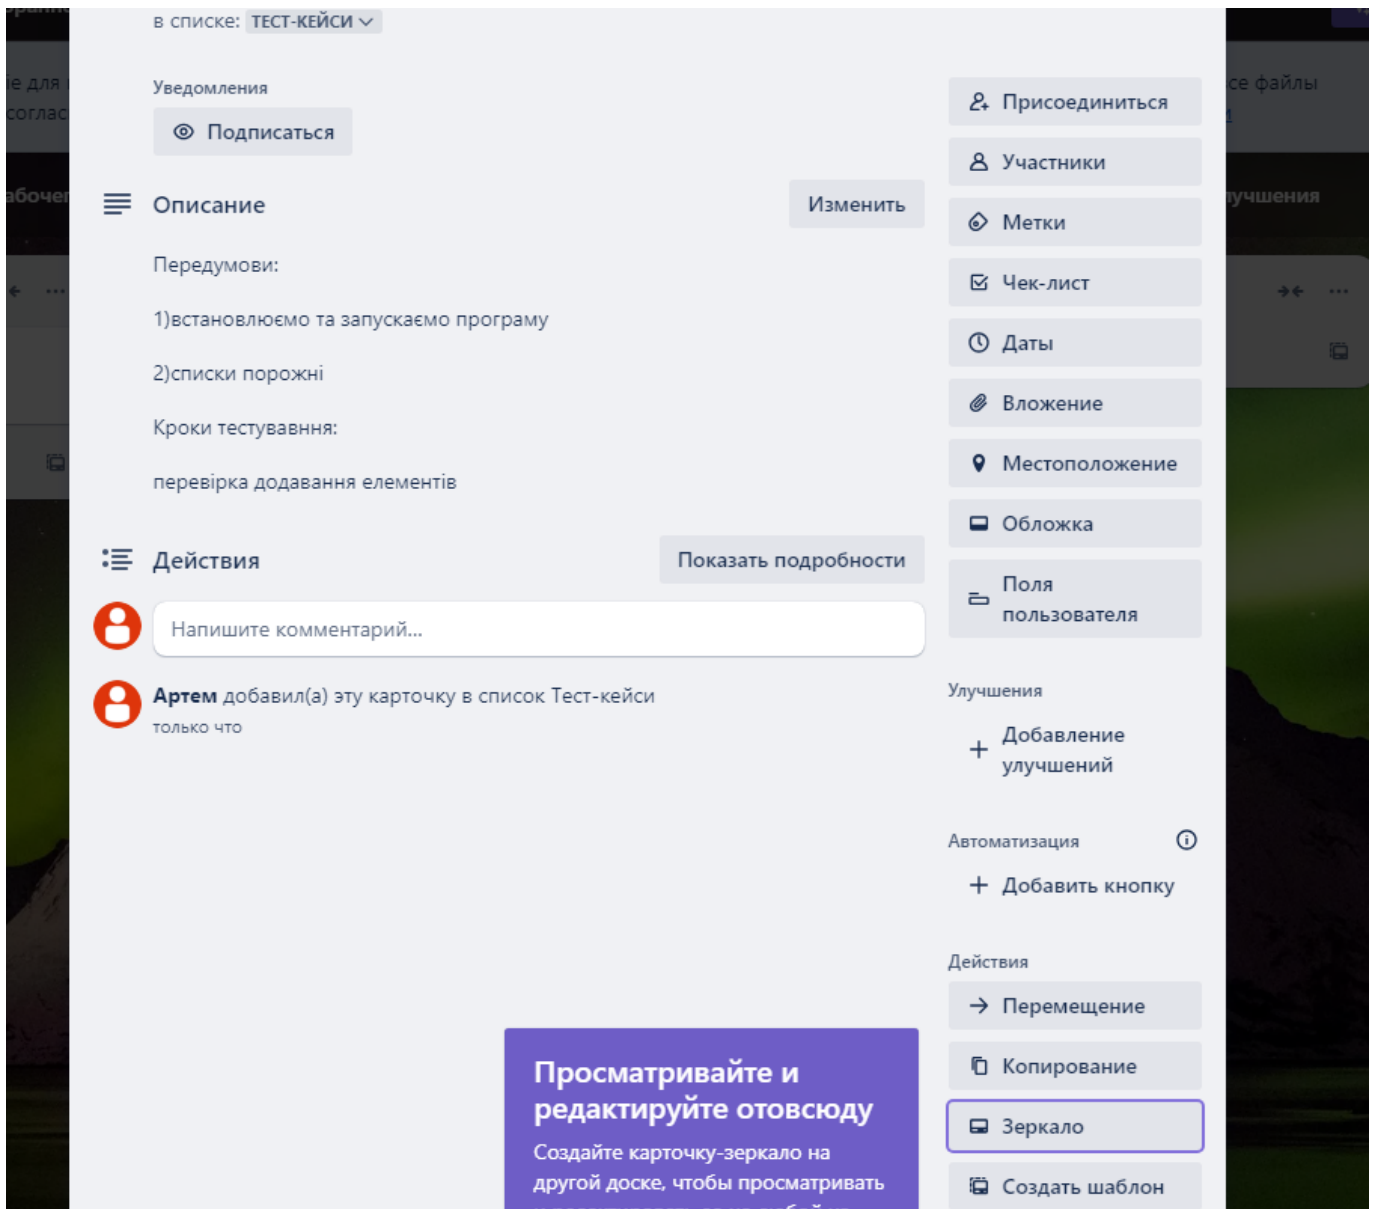 в списке: ТЕСТ-КЕЙСИ
Уведомления
Подписаться
Описание
Изменить
Передумови:
1)встановлюємо та запускаємо програму
2)списки порожні
Кроки тестувавння:
перевірка додавання елементів
Действия
Показать подробности
Напишите комментарий...
Артем добавил(а) эту карточку в список Тест-кейси
только что
Присоединиться
Участники
Метки
Чек-лист
Даты
Вложение
Местоположение
Обложка
Поля
пользователя
Улучшения
Добавление
улучшений
Автоматизация
Добавить кнопку
Действия
Перемещение
Копирование
Зеркало
Создать шаблон
Просматривайте и
редактируйте отовсюду
Создайте карточку-зеркало на
другой доске, чтобы просматривать
для
файлы